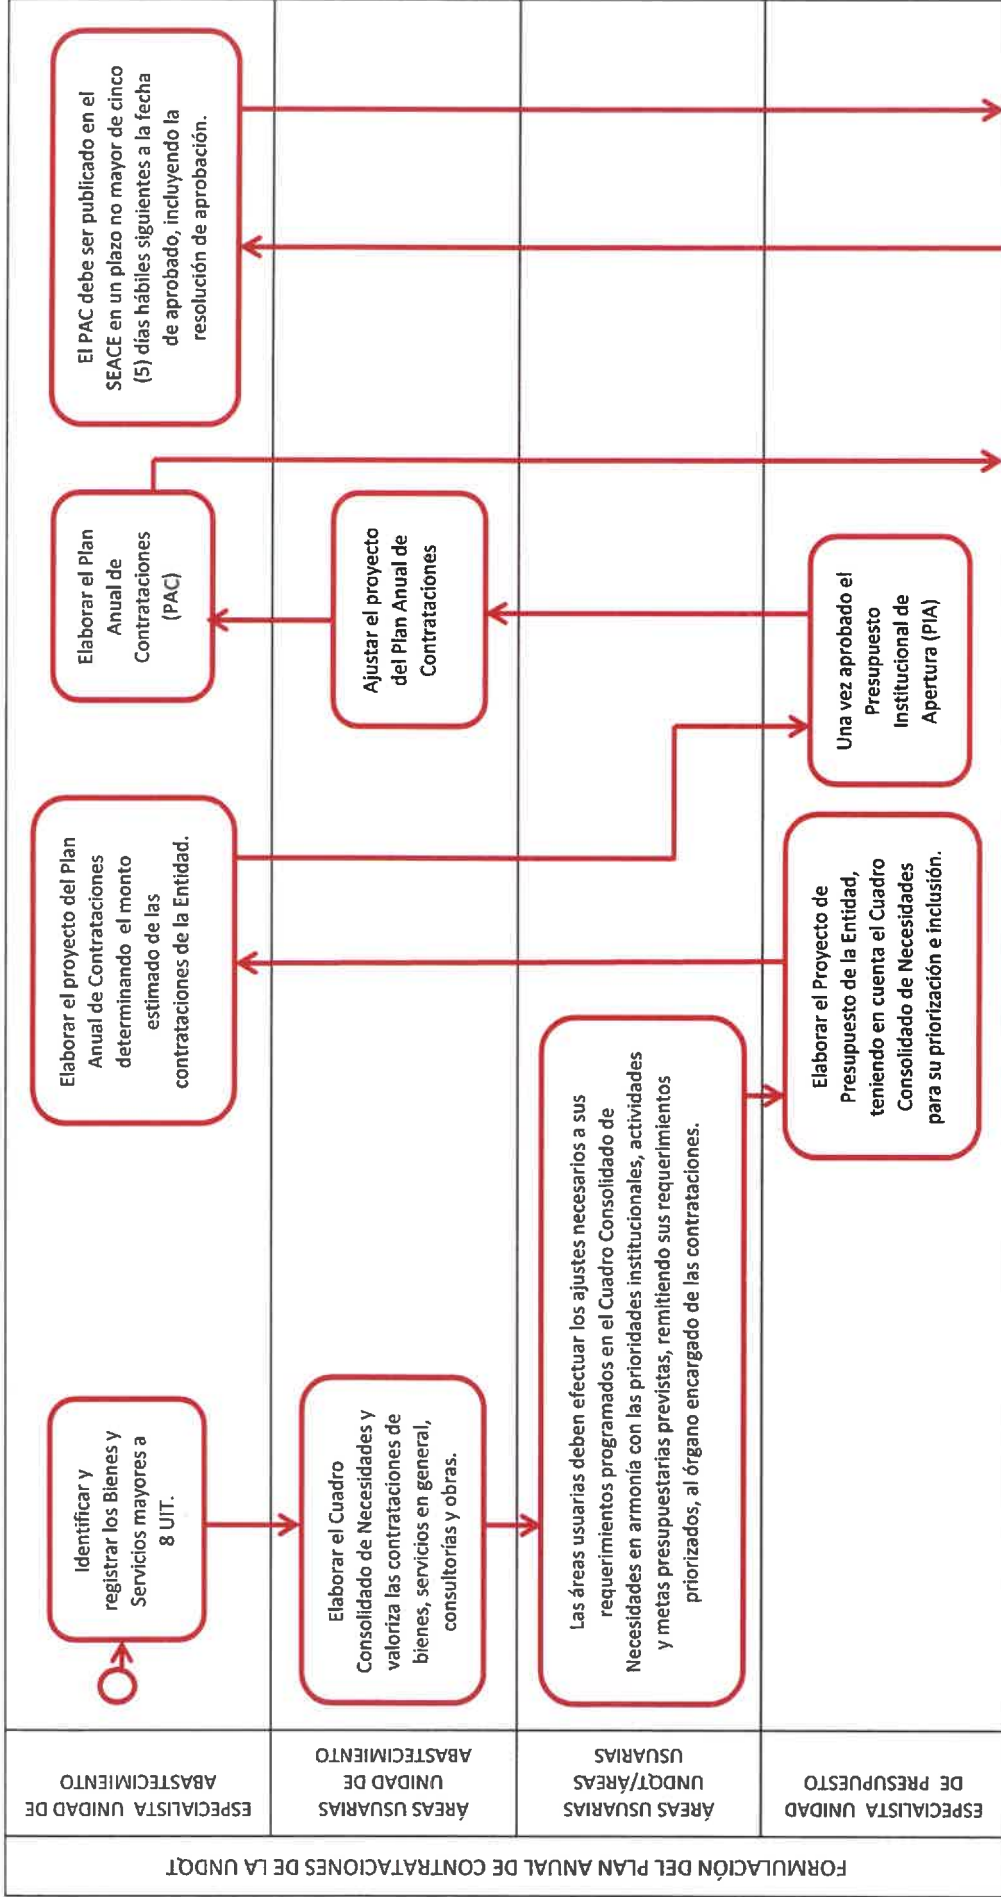 FORMULACIÓN DEL PLAN ANUAL DE CONTRATACIONES DE LA UNDQT
ESPECIALISTA UNIDAD DE
ABASTECIMIENTO
Identificar y
registrar los Bienes y
Servicios mayores a
8 UIT.
Elaborar el proyecto del Plan
Anual de Contrataciones
determinando el monto
estimado de las
contrataciones de la Entidad.
Elaborar el Plan
Anual de
Contrataciones
(PAC)
El PAC debe ser publicado en el
SEACE en un plazo no mayor de cinco
(5) días hábiles siguientes a la fecha
de aprobado, incluyendo la
resolución de aprobación.
ÁREAS USUARIAS
UNIDAD DE
ABASTECIMIENTO
Elaborar el Cuadro
Consolidado de Necesidades y
valoriza las contrataciones de
bienes, servicios en general,
consultorías y obras.
Ajustar el proyecto
del Plan Anual de
Contrataciones
ÁREAS USUARIAS
UNDQT/ÁREAS
USUARIAS
Las áreas usuarias deben efectuar los ajustes necesarios a sus
requerimientos programados en el Cuadro Consolidado de
Necesidades en armonía con las prioridades institucionales, actividades
y metas presupuestarias previstas, remitiendo sus requerimientos
priorizados, al órgano encargado de las contrataciones.
ESPECIALISTA UNIDAD
DE PRESUPUESTO
Elaborar el Proyecto de
Presupuesto de la Entidad,
teniendo en cuenta el Cuadro
Consolidado de Necesidades
para su priorización e inclusión.
Una vez aprobado el
Presupuesto
Institucional de
Apertura (PIA)